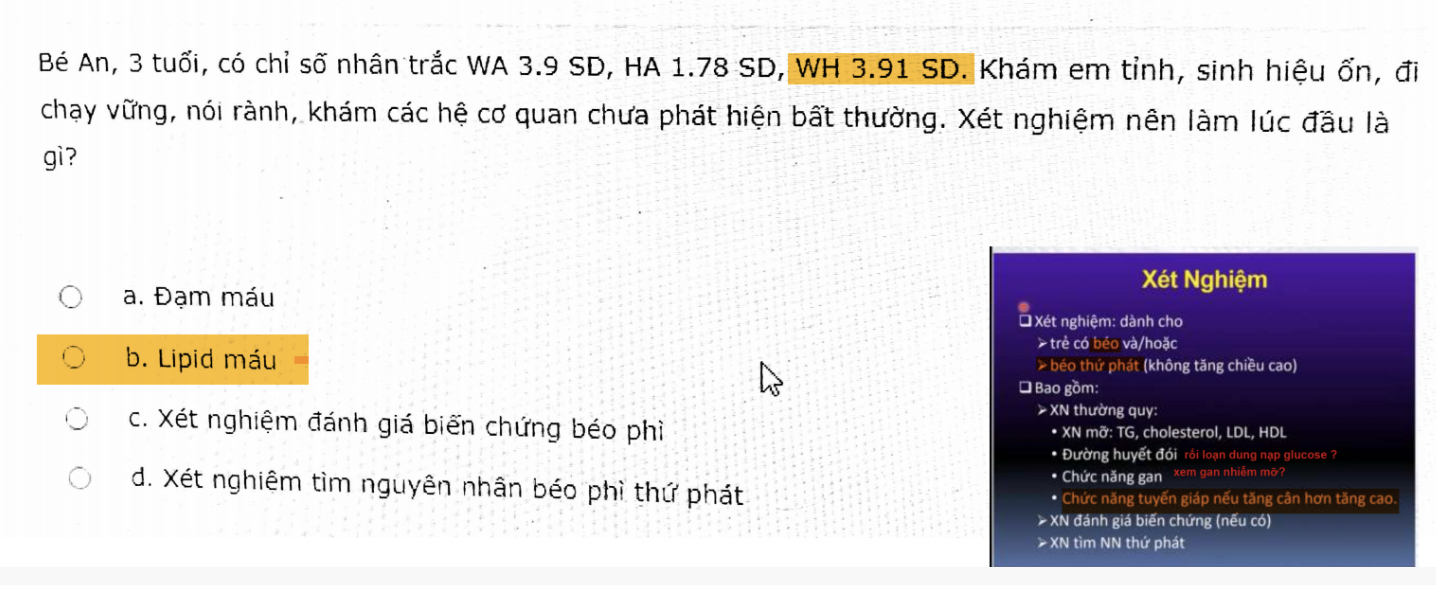 Bé An, 3 tuổi, có chỉ số nhân trắc WA 3.9 SD, HA 1.78 SD, WH 3.91 SD. Khám em tỉnh, sinh hiệu ổn, đi
chạy vững, nói rành, khám các hệ cơ quan chưa phát hiện bất thường. Xét nghiệm nên làm lúc đầu là
gì?
a. Đạm máu
b. Lipid máu
c. Xét nghiệm đánh giá biến chứng béo phì
d. Xét nghiêm tìm nguyên nhân béo phì thứ phát
Xét Nghiệm
Xét nghiệm: dành cho
trẻ có béo và/hoặc
béo thứ phát (không tăng chiều cao)
Bao gồm:
XN thường quy:
• XN mỡ: TG, cholesterol, LDL, HDL
• Đường huyết đói rối loạn dung nạp glucose ?
• Chức năng gan xem gan nhiễm mỡ?
• Chức năng tuyến giáp nếu tăng cân hơn tăng cao.
XN đánh giá biến chứng (nếu có)
XN tìm NN thứ phát